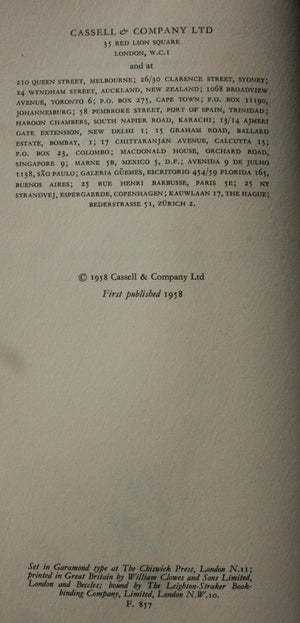 CASSELL & COMPANY LTD
35 RED LION SQUARE
LONDON, W.C.1
and at
210 QUEEN STREET, MELBOURNE; 26/30 CLARENCE STREET, SYDNEY;
24 WYNDHAM STREET, AUCKLAND, NEW ZEALAND; 1068 BROADVIEW
AVENUE, TORONTO 6; P.O. BOX 275, CAPE TOWN; P.O. BOX 11190,
JOHANNESBURG; 58 PEMBROKE STREET, PORT OF SPAIN, TRINIDAD;
HAROON CHAMBERS, SOUTH NAPIER ROAD, KARACHI; 13/14 AJMERI
GATE EXTENSION, NEW DELHI 1; 15 GRAHAM ROAD, BALLARD
ESTATE, BOMBAY, 1; 17 CHITTARANJAN AVENUE, CALCUTTA 13;
P.O. BOX 23, COLOMBO; MACDONALD HOUSE, ORCHARD ROAD,
SINGAPORE 9; MARNE 5B, MEXICO 5, D.F.; AVENIDA 9 DE JULHO
1138, SÃO PAULO; GALERIA GÜEMES, ESCRITORIO 454/59 FLORIDA 165,
BUENOS AIRES; 25 RUE HENRI BARBUSSE, PARIS 5E; 25 NY
STRANDVEJ, ESPERGAERDE, COPENHAGEN; KAUWLAAN 17, THE HAGUE;
BEDERSTRASSE 51, ZÜRICH 2.
© 1958 Cassell & Company Ltd
First published 1958
Set in Garamond type at The Chiswick Press, London N.11;
printed in Great Britain by William Clowes and Sons Limited,
London and Beccles; bound by The Leighton-Straker Book-
binding Company, Limited, London N.W.10.
F. 857